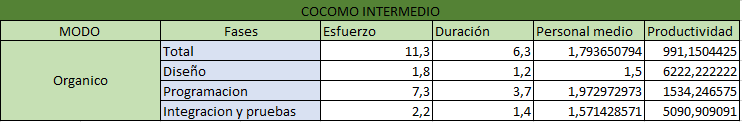 COCOMO INTERMEDIO
MODO Fases Esfuerzo Duración Personal medio Productividad
Organico
Total 11,3 6,3 1,793650794 991,1504425
Diseño 1,8 1,2 1,5 6222,222222
Programacion 7,3 3,7 1,972972973 1534,246575
Integracion y pruebas 2,2 1,4 1,571428571 5090,909091